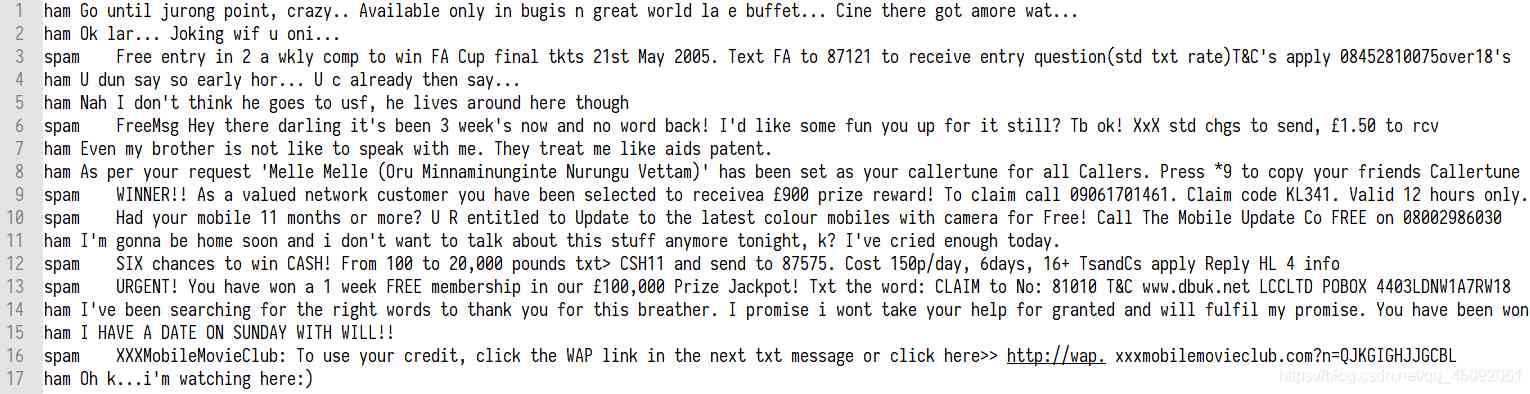 1 ham Go until jurong point, crazy.. Available only in bugis n great world la e buffet... Cine there got amore wat...
2 ham Ok lar... Joking wif u oni...
3 spam Free entry in 2 a wkly comp to win FA Cup final tkts 21st May 2005. Text FA to 87121 to receive entry question(std txt rate)T&C's apply 08452810075over18's
4 ham U dun say so early hor... U c already then say...
5 ham Nah I don't think he goes to usf, he lives around here though
6 spam FreeMsg Hey there darling it's been 3 week's now and no word back! I'd like some fun you up for it still? Tb ok! XxX std chgs to send, £1.50 to rcv
7 ham Even my brother is not like to speak with me. They treat me like aids patent.
8 ham As per your request 'Melle Melle (Oru Minnaminunginte Nurungu Vettam)' has been set as your callertune for all Callers. Press *9 to copy your friends Callertune
9 spam WINNER!! As a valued network customer you have been selected to receivea £900 prize reward! To claim call 09061701461. Claim code KL341. Valid 12 hours only.
10 spam Had your mobile 11 months or more? U R entitled to Update to the latest colour mobiles with camera for Free! Call The Mobile Update Co FREE on 08002986030
11 ham I'm gonna be home soon and i don't want to talk about this stuff anymore tonight, k? I've cried enough today.
12 spam SIX chances to win CASH! From 100 to 20,000 pounds txt> CSH11 and send to 87575. Cost 150p/day, 6days, 16+ TsandCs apply Reply HL 4 info
13 spam URGENT! You have won a 1 week FREE membership in our £100,000 Prize Jackpot! Txt the word: CLAIM to No: 81010 T&C www.dbuk.net LCCLTD POBOX 4403LDNW1A7RW18
14 ham I've been searching for the right words to thank you for this breather. I promise i wont take your help for granted and will fulfil my promise. You have been won
15 ham I HAVE A DATE ON SUNDAY WITH WILL!!
16 spam XXXMobileMovieClub: To use your credit, click the WAP link in the next txt message or click here>> http://wap. xxxmobilemovieclub.com?n=QJKGIGHJJGCBL
17 ham Oh k...i'm watching here:)